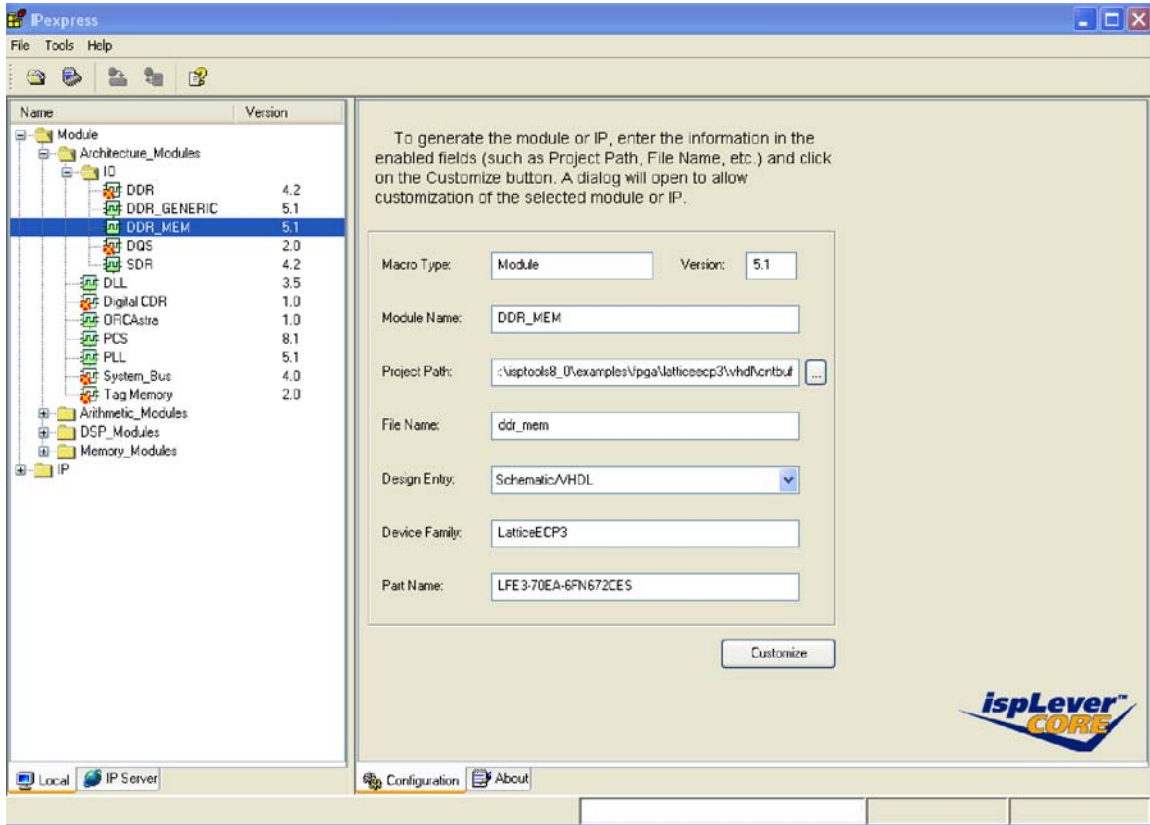 IPexpress
File Tools Help
Name Version
Module
Architecture_Modules
IO
DDR 4.2
DDR_GENERIC 5.1
DDR_MEM 5.1
DQS 2.0
SDR 4.2
DLL 3.5
Digital CDR 1.0
ORCAstra 1.0
PCS 8.1
PLL 5.1
System_Bus 4.0
Tag Memory 2.0
Arithmetic_Modules
DSP_Modules
Memory_Modules
IP
To generate the module or IP, enter the information in the
enabled fields (such as Project Path, File Name, etc.) and click
on the Customize button. A dialog will open to allow
customization of the selected module or IP.
Macro Type: Module Version: 5.1
Module Name: DDR_MEM
Project Path: :\isptools8_0\examples\fpga\latticeecp3\vhdl\cntbuf ...
File Name: ddr_mem
Design Entry: Schematic/VHDL
Device Family: LatticeECP3
Part Name: LFE3-70EA-6FN672CES
Customize
ispLever™
CORE
Local IP Server
Configuration About